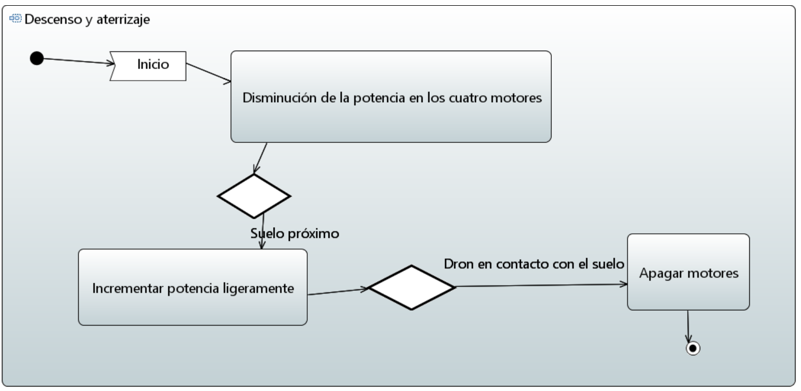 Descenso y aterrizaje
Inicio
Disminución de la potencia en los cuatro motores
Suelo próximo
Incrementar potencia ligeramente
Dron en contacto con el suelo
Apagar motores